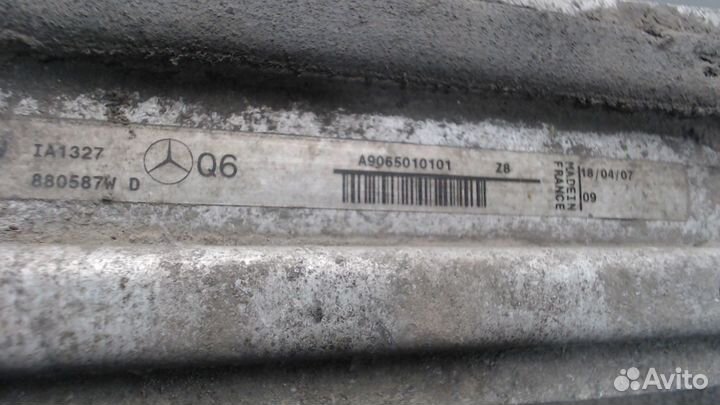 IA1327
880587W D
Q6
A9065010101 Z8
MADE IN
FRANCE
18/04/07
09
Avito